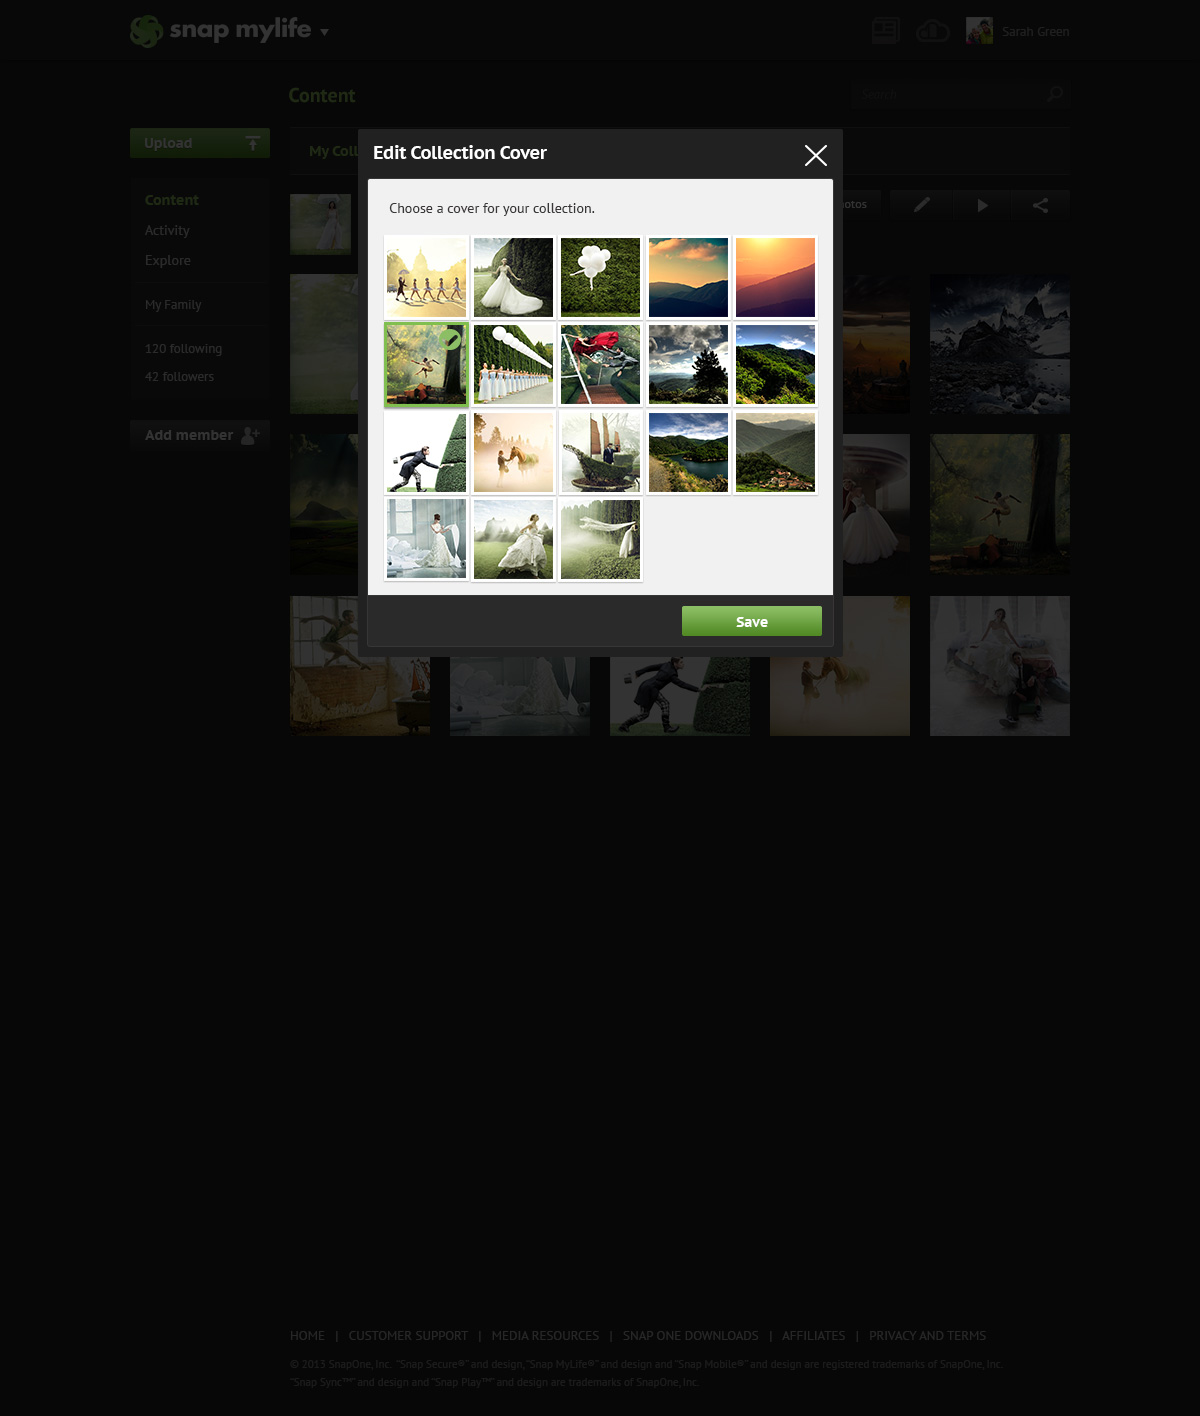 snap mylife
Sarah Green
Content
Search
Upload
My Coll
Edit Collection Cover
Choose a cover for your collection.
otos
Content
Activity
Explore
My Family
120 following
42 followers
Add member
Save
HOME | CUSTOMER SUPPORT | MEDIA RESOURCES | SNAP ONE DOWNLOADS | AFFILIATES | PRIVACY AND TERMS
© 2013 SnapOne, Inc. "Snap Secure®" and design, "Snap MyLife®" and design and "Snap Mobile®" and design are registered trademarks of SnapOne, Inc.
"Snap Sync™" and design and "Snap Play™" and design are trademarks of SnapOne, Inc.